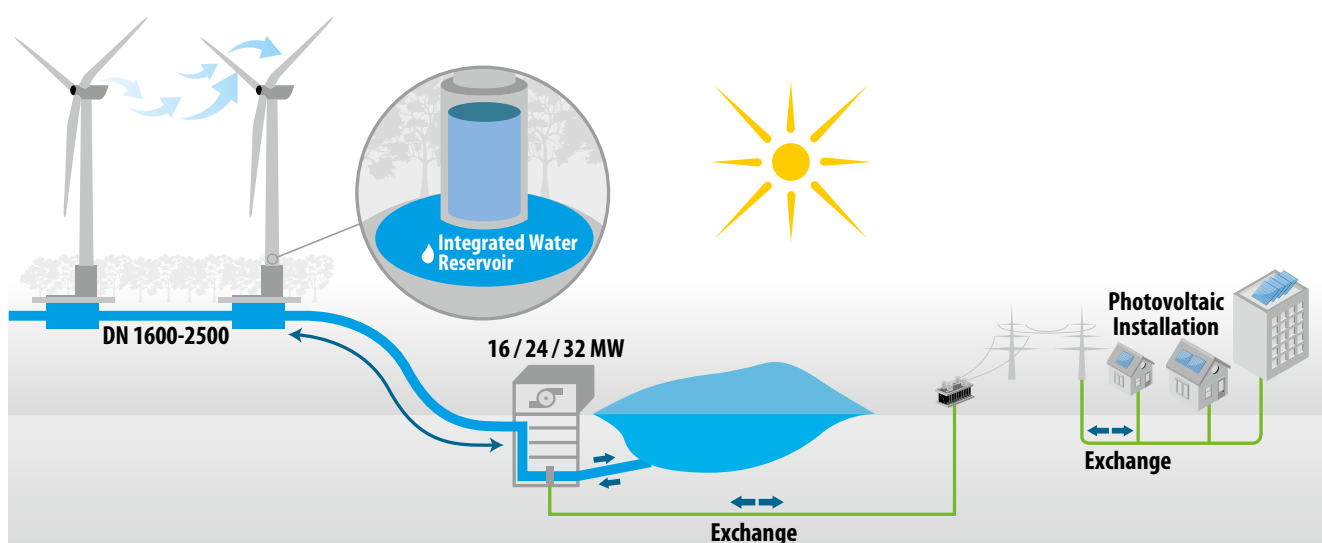 Integrated Water
Reservoir
DN 1600-2500
16 / 24 / 32 MW
Photovoltaic
Installation
Exchange
Exchange